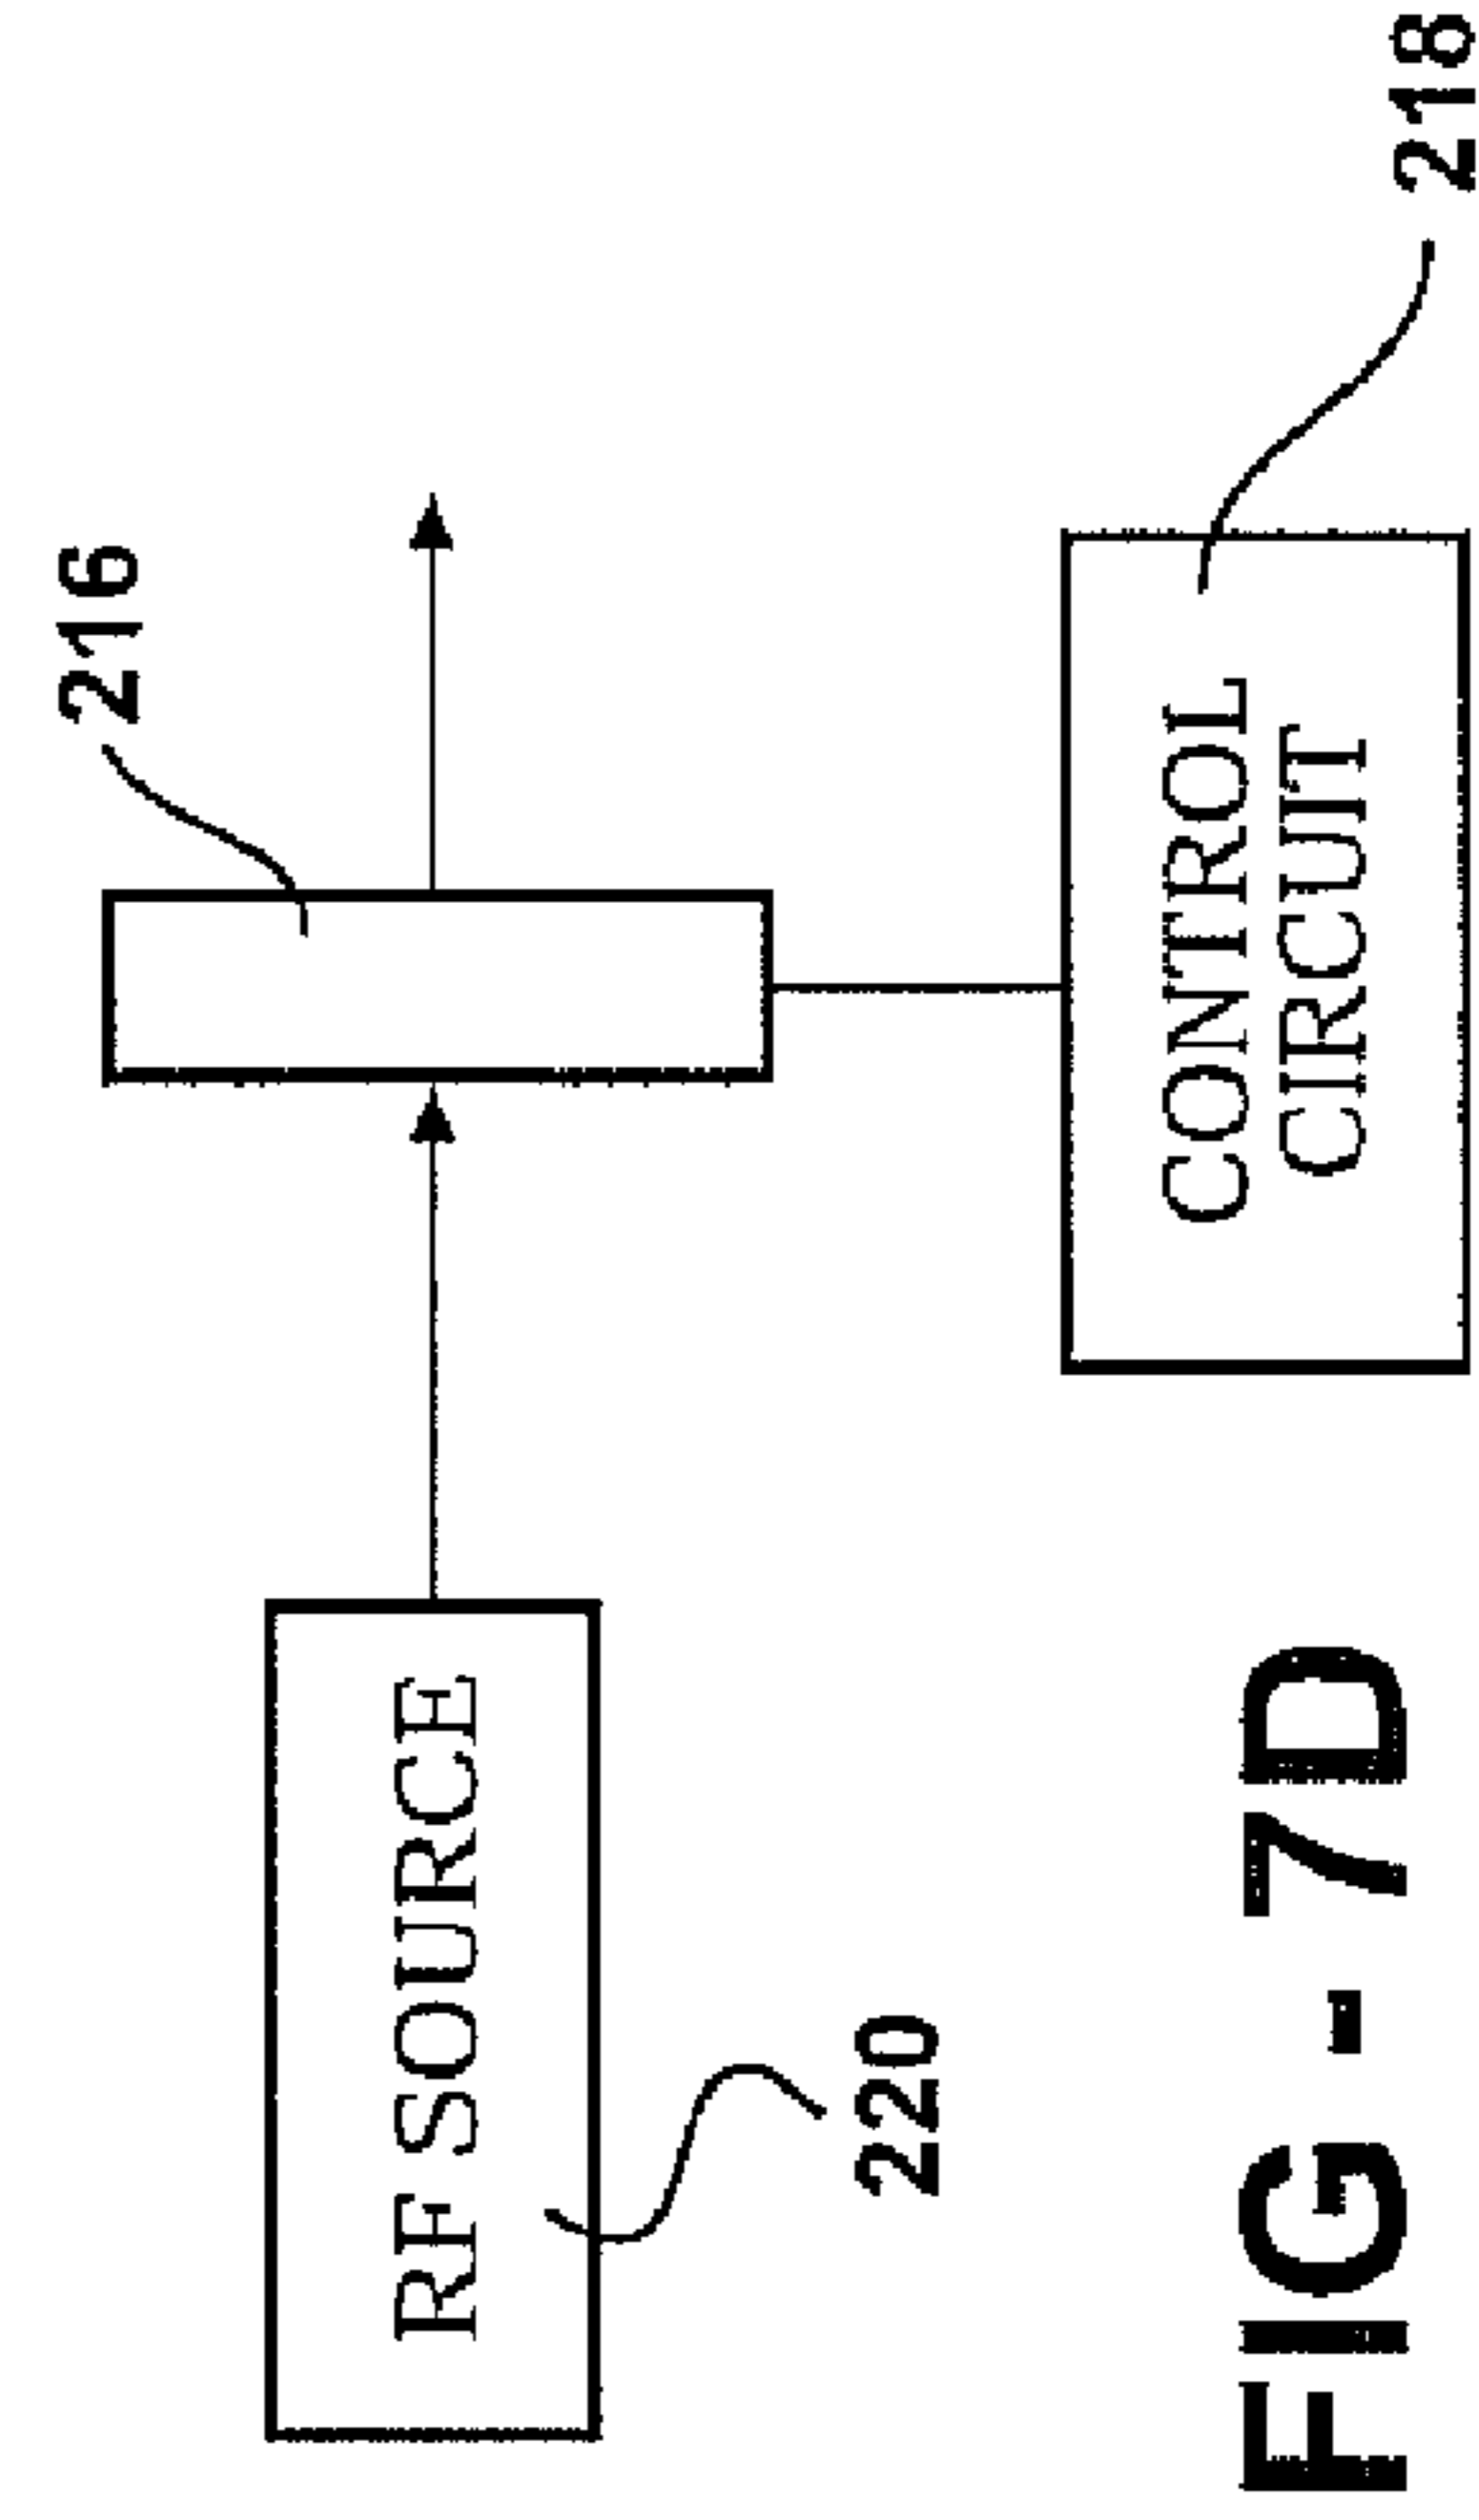 216
RF SOURCE
220
CONTROL
CIRCUIT
218
FIG - 7D